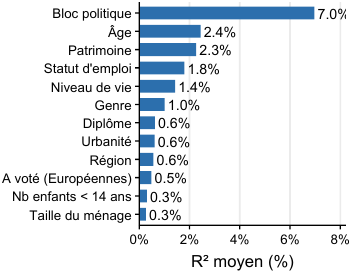 Bloc politique 7.0%
Âge 2.4%
Patrimoine 2.3%
Statut d'emploi 1.8%
Niveau de vie 1.4%
Genre 1.0%
Diplôme 0.6%
Urbanité 0.6%
Région 0.6%
A voté (Européennes) 0.5%
Nb enfants < 14 ans 0.3%
Taille du ménage 0.3%
0% 2% 4% 6% 8%
R² moyen (%)